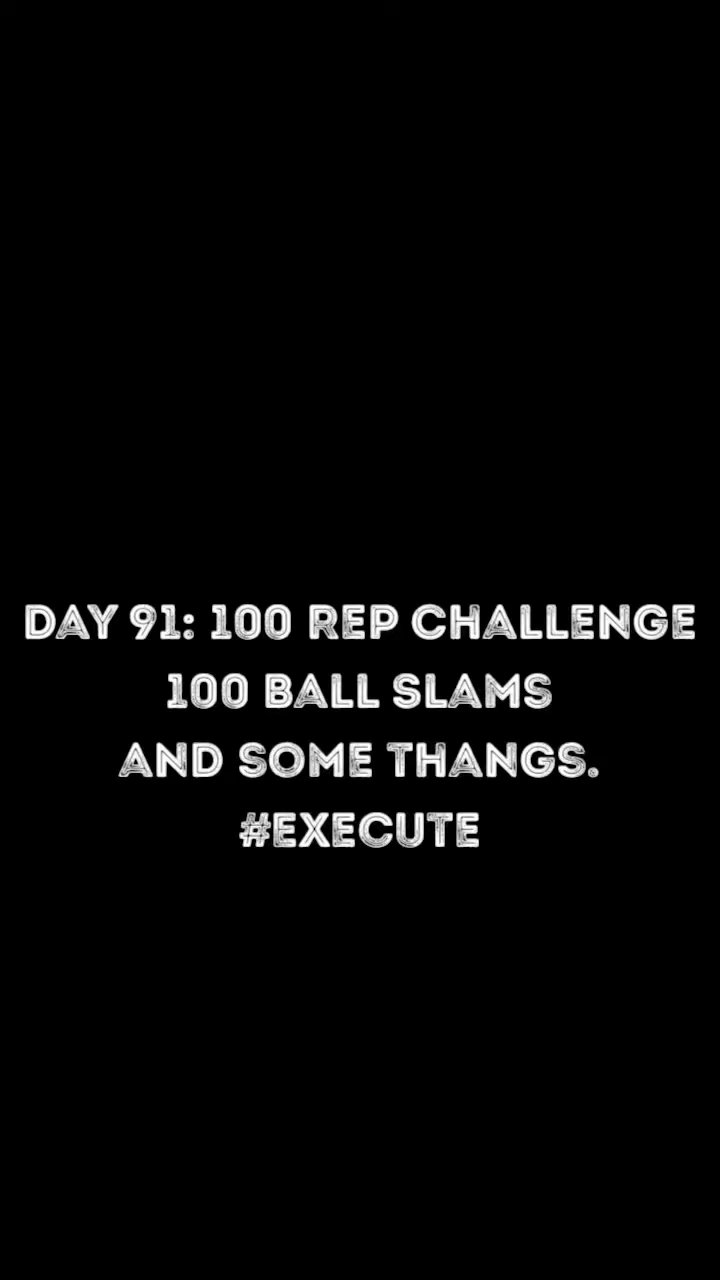 DAY 91: 100 REP CHALLENGE
100 BALL SLAMS
AND SOME THANGS.
#EXECUTE